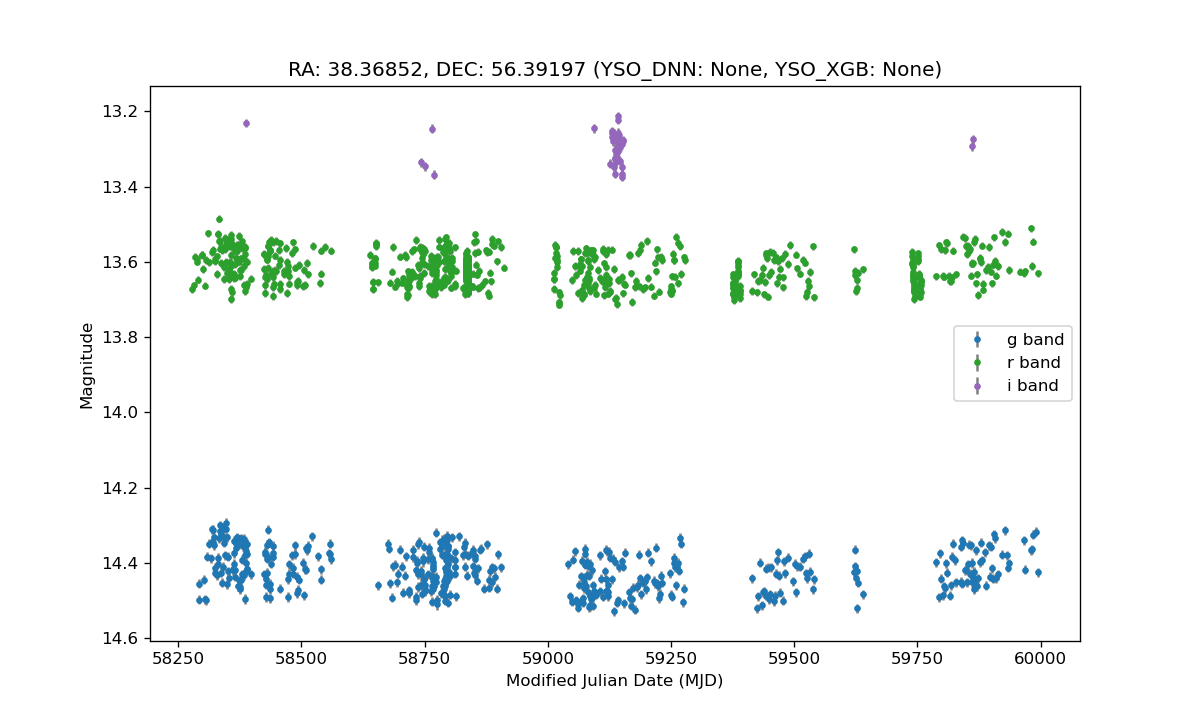 RA: 38.36852, DEC: 56.39197 (YSO_DNN: None, YSO_XGB: None)
13.2
13.4
13.6
13.8
14.0
14.2
14.4
14.6
Magnitude
g band
r band
i band
58250 58500 58750 59000 59250 59500 59750 60000
Modified Julian Date (MJD)